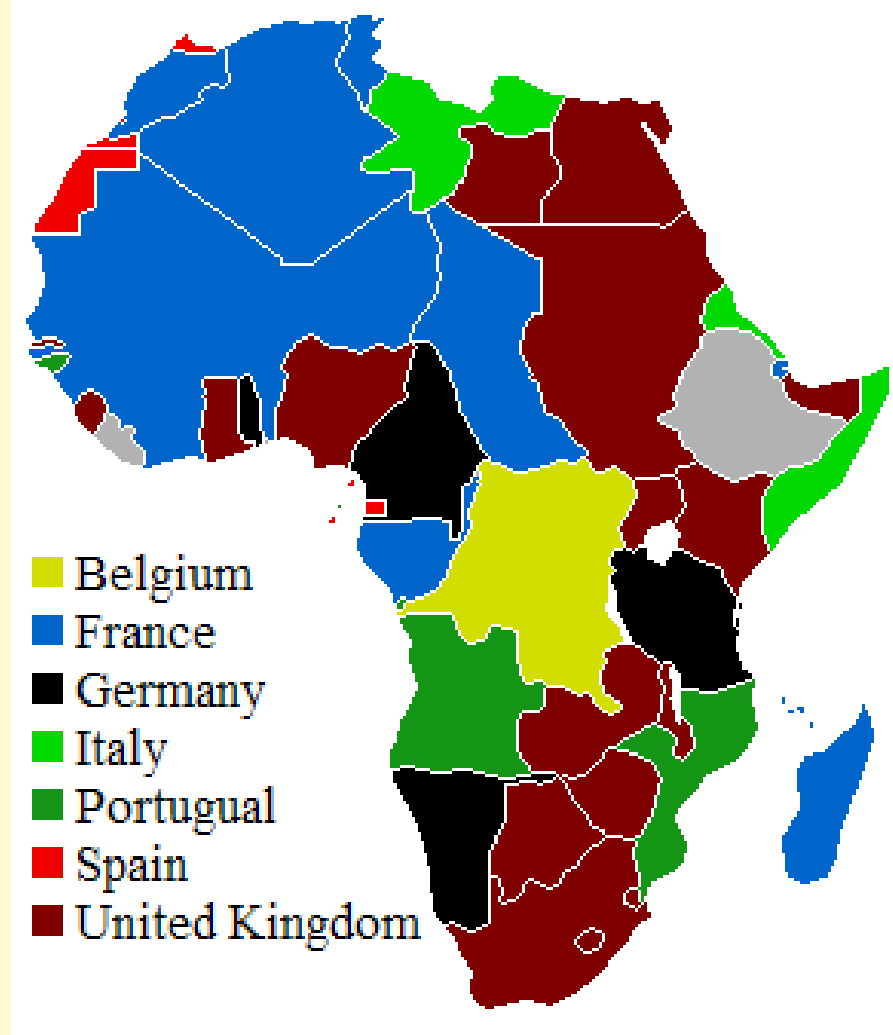 Belgium
France
Germany
Italy
Portugual
Spain
United Kingdom